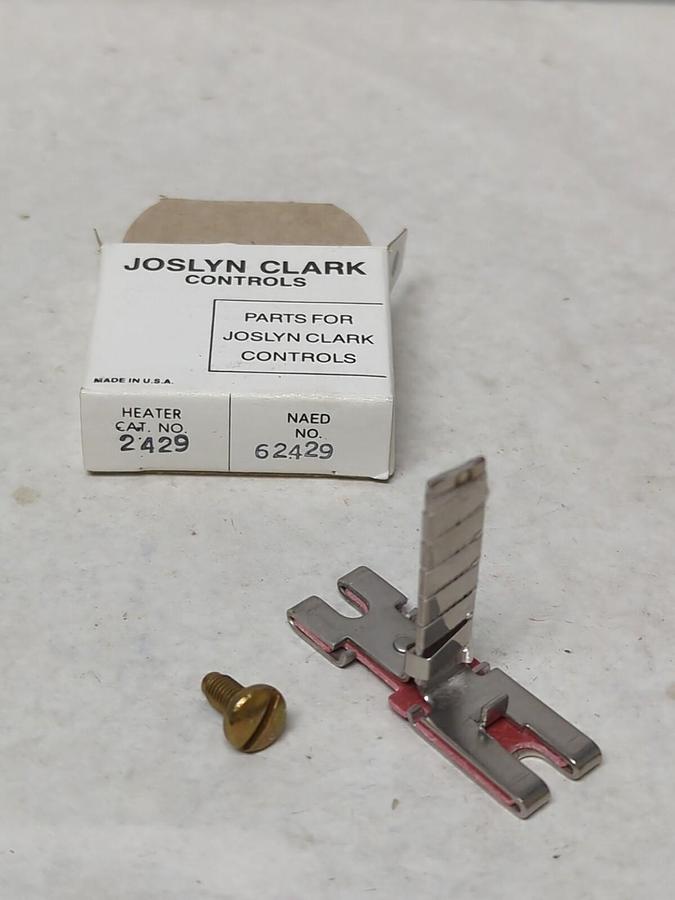 JOSLYN CLARK
CONTROLS
PARTS FOR
JOSLYN CLARK
CONTROLS
MADE IN U.S.A.
HEATER
CAT. NO.
2429
NAED
NO.
62429